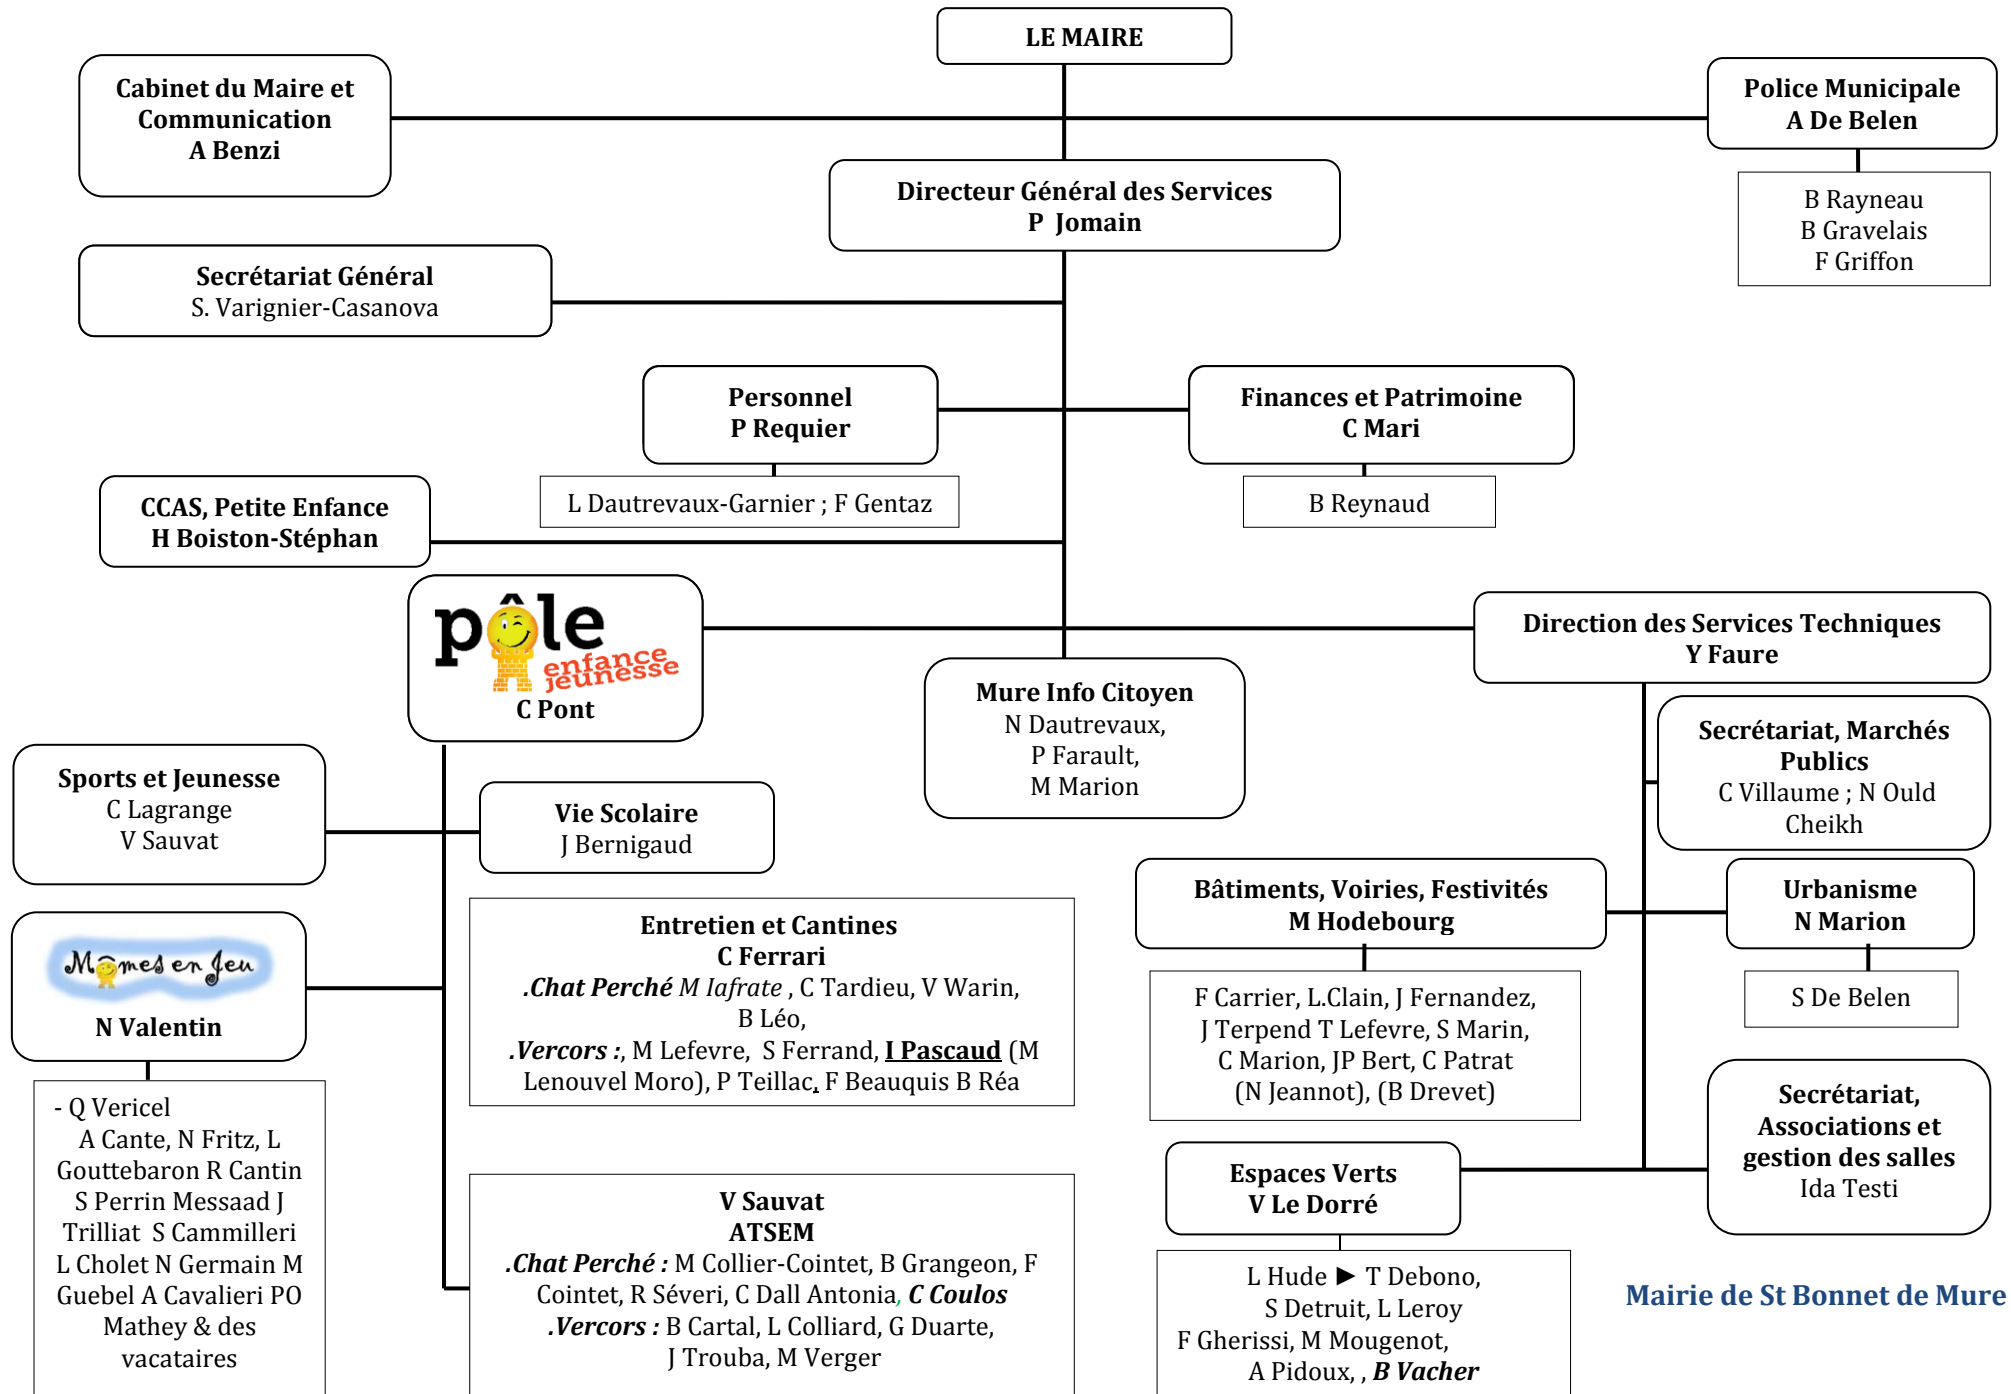 LE MAIRE
Cabinet du Maire et
Communication
A Benzi
Police Municipale
A De Belen
B Rayneau
B Gravelais
F Griffon
Directeur Général des Services
P Jomain
Secrétariat Général
S. Varignier-Casanova
Personnel
P Requier
Finances et Patrimoine
C Mari
L Dautrevaux-Garnier ; F Gentaz
B Reynaud
CCAS, Petite Enfance
H Boiston-Stéphan
pôle
enfance
jeunesse
C Pont
Direction des Services Techniques
Y Faure
Mure Info Citoyen
N Dautrevaux,
P Farault,
M Marion
Secrétariat, Marchés
Publics
C Villaume ; N Ould
Cheikh
Sports et Jeunesse
C Lagrange
V Sauvat
Vie Scolaire
J Bernigaud
Bâtiments, Voiries, Festivités
M Hodebourg
Urbanisme
N Marion
Mômes en Jeu
N Valentin
Entretien et Cantines
C Ferrari
.Chat Perché M Iafrate , C Tardieu, V Warin,
B Léo,
.Vercors :, M Lefevre,  S Ferrand, I Pascaud (M
Lenouvel Moro), P Teillac, F Beauquis B Réa
F Carrier, L.Clain, J Fernandez,
J Terpend T Lefevre, S Marin,
C Marion, JP Bert, C Patrat
(N Jeannot), (B Drevet)
S De Belen
- Q Vericel
A Cante, N Fritz, L
Gouttebaron R Cantin
S Perrin Messaad J
Trilliat  S Cammilleri
L Cholet N Germain M
Guebel A Cavalieri PO
Mathey & des
vacataires
V Sauvat
ATSEM
.Chat Perché : M Collier-Cointet, B Grangeon, F
Cointet, R Séveri, C Dall Antonia, C Coulos
.Vercors : B Cartal, L Colliard, G Duarte,
J Trouba, M Verger
Espaces Verts
V Le Dorré
Secrétariat,
Associations et
gestion des salles
Ida Testi
L Hude ► T Debono,
S Detruit, L Leroy
F Gherissi, M Mougenot,
A Pidoux, , B Vacher
Mairie de St Bonnet de Mure